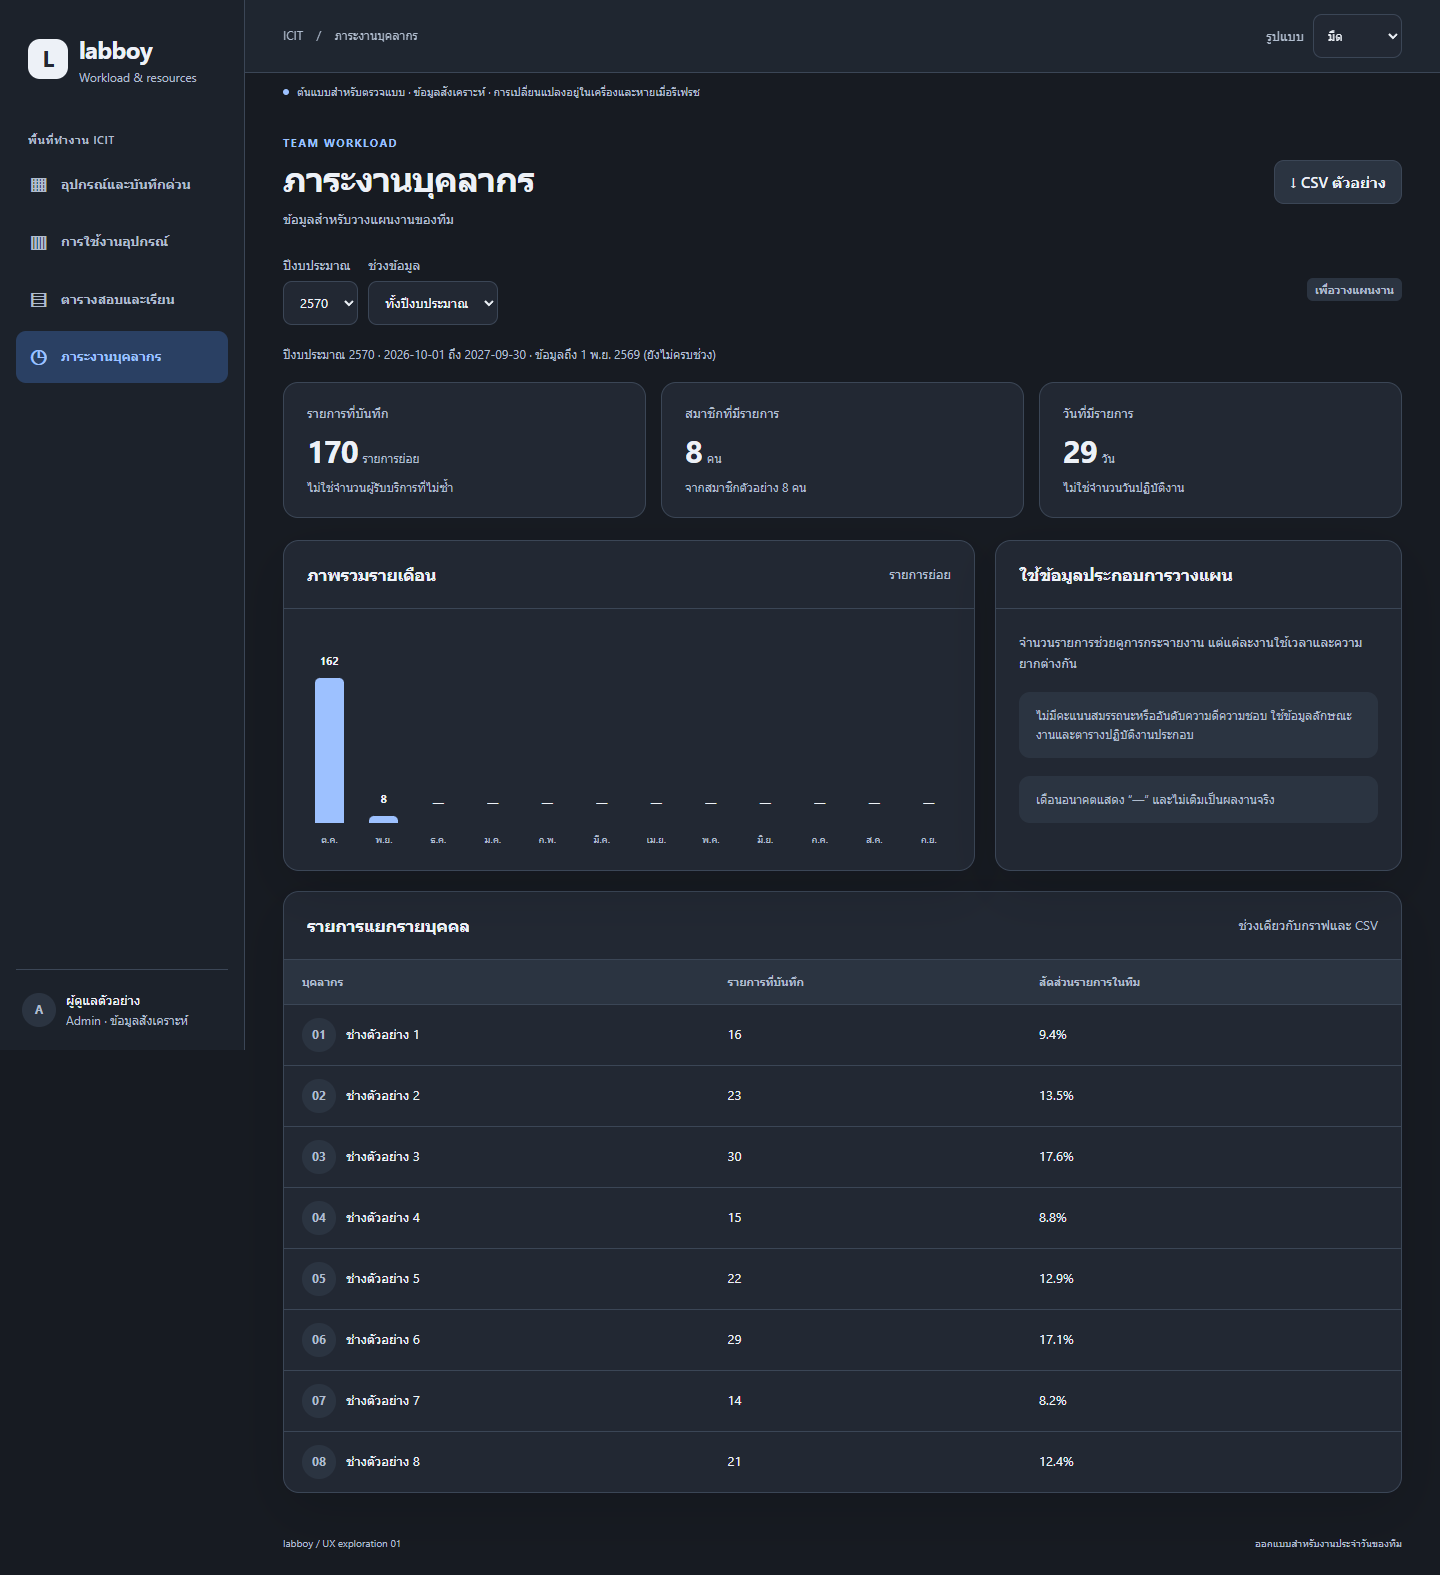 L
labboy
Workload & resources
พื้นที่ทำงาน ICIT
อุปกรณ์และบันทึกด่วน
การใช้งานอุปกรณ์
ตารางสอบและเรียน
ภาระงานบุคลากร
A
ผู้ดูแลตัวอย่าง
Admin · ข้อมูลสังเคราะห์
ICIT / ภาระงานบุคลากร
รูปแบบ
มืด
ต้นแบบสำหรับตรวจแบบ · ข้อมูลสังเคราะห์ · การเปลี่ยนแปลงอยู่ในเครื่องและหายเมื่อรีเฟรช
TEAM WORKLOAD
ภาระงานบุคลากร
ข้อมูลสำหรับวางแผนงานของทีม
↓ CSV ตัวอย่าง
ปีงบประมาณ
ช่วงข้อมูล
2570
ทั้งปีงบประมาณ
เพื่อวางแผนงาน
ปีงบประมาณ 2570 · 2026-10-01 ถึง 2027-09-30 · ข้อมูลถึง 1 พ.ย. 2569 (ยังไม่ครบช่วง)
รายการที่บันทึก
170 รายการย่อย
ไม่ใช่จำนวนผู้รับบริการที่ไม่ซ้ำ
สมาชิกที่มีรายการ
8 คน
จากสมาชิกตัวอย่าง 8 คน
วันที่มีรายการ
29 วัน
ไม่ใช่จำนวนวันปฏิบัติงาน
ภาพรวมรายเดือน
รายการย่อย
162
8
— — — — — — — — — —
ต.ค. พ.ย. ธ.ค. ม.ค. ก.พ. มี.ค. เม.ย. พ.ค. มิ.ย. ก.ค. ส.ค. ก.ย.
ใช้ข้อมูลประกอบการวางแผน
จำนวนรายการช่วยดูการกระจายงาน แต่แต่ละงานใช้เวลาและความ
ยากต่างกัน
ไม่มีคะแนนสมรรถนะหรืออันดับความดีความชอบ ใช้ข้อมูลลักษณะ
งานและตารางปฏิบัติงานประกอบ
เดือนอนาคตแสดง “—” และไม่เติมเป็นผลงานจริง
รายการแยกรายบุคคล
ช่วงเดียวกับกราฟและ CSV
บุคลากร รายการที่บันทึก สัดส่วนรายการในทีม
01 ช่างตัวอย่าง 1 16 9.4%
02 ช่างตัวอย่าง 2 23 13.5%
03 ช่างตัวอย่าง 3 30 17.6%
04 ช่างตัวอย่าง 4 15 8.8%
05 ช่างตัวอย่าง 5 22 12.9%
06 ช่างตัวอย่าง 6 29 17.1%
07 ช่างตัวอย่าง 7 14 8.2%
08 ช่างตัวอย่าง 8 21 12.4%
labboy / UX exploration 01
ออกแบบสำหรับงานประจำวันของทีม